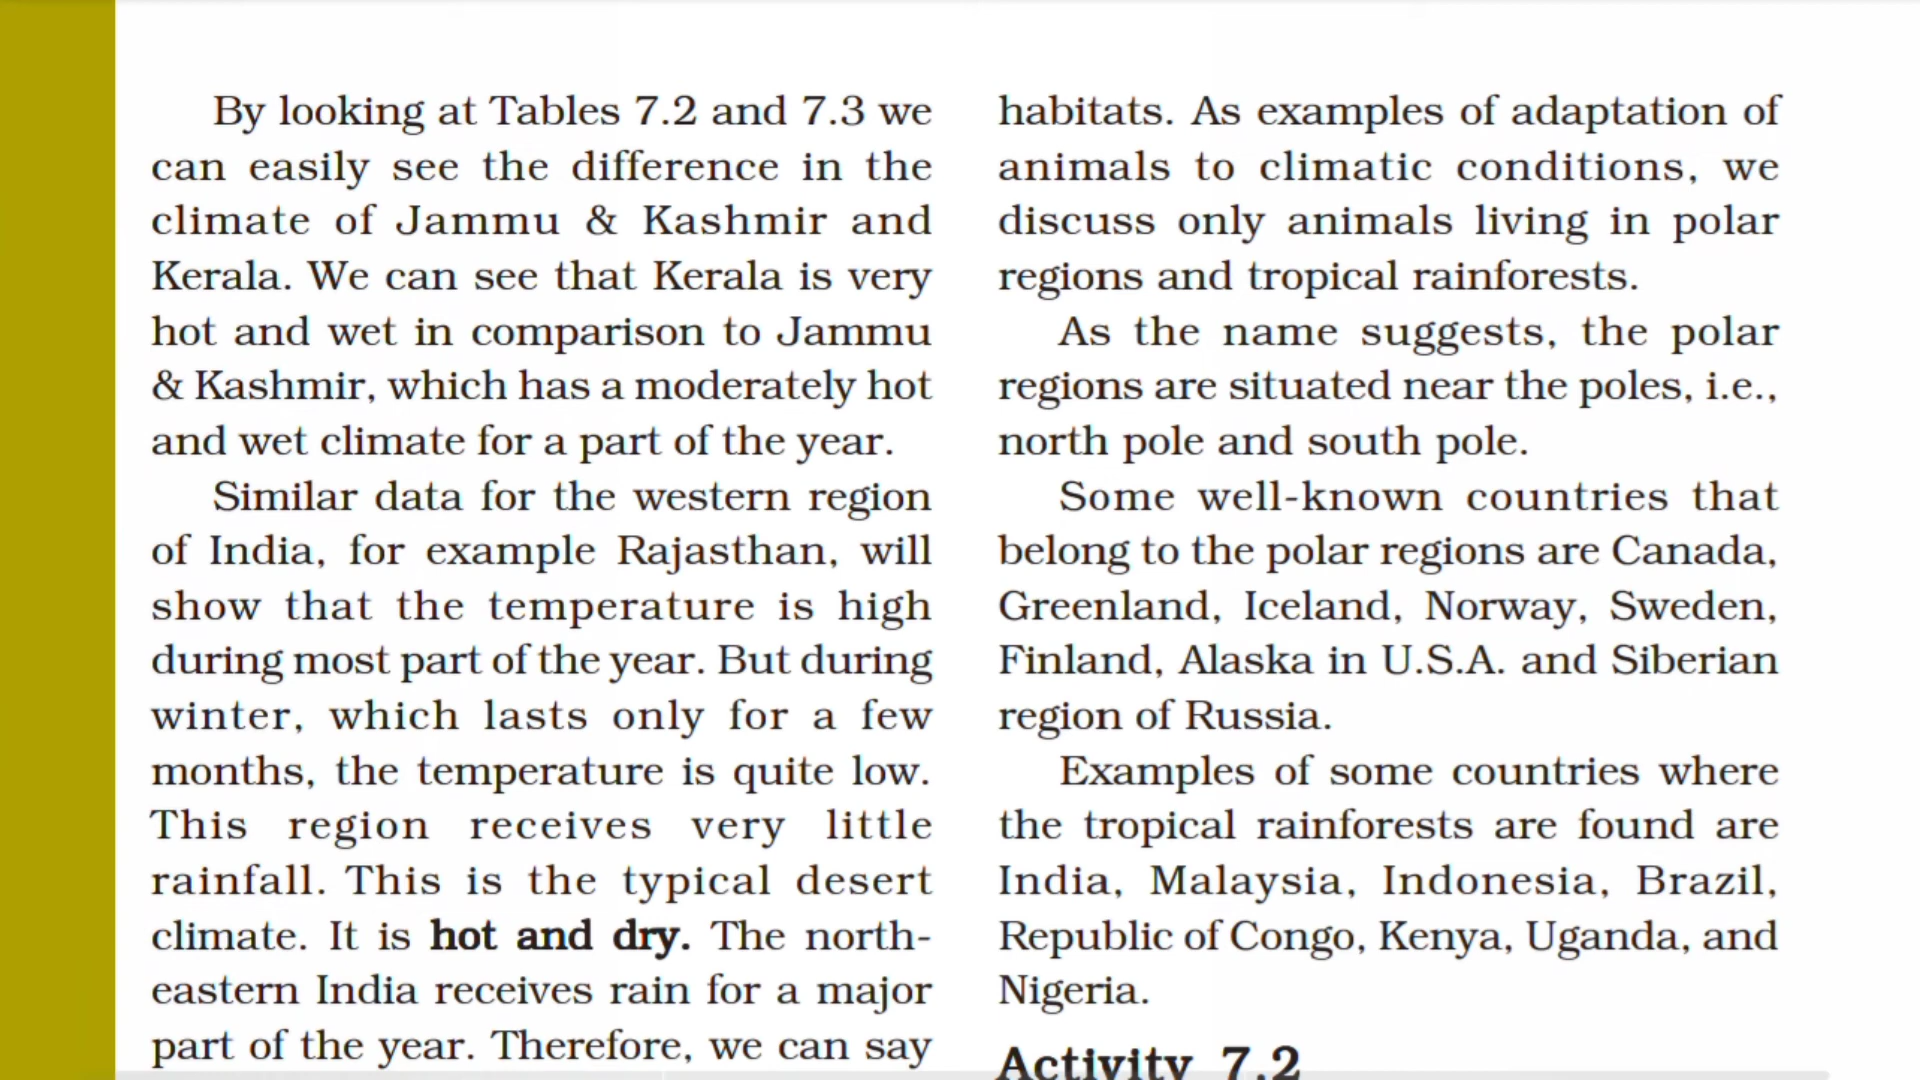 By looking at Tables 7.2 and 7.3 we
can easily see the difference in the
climate of Jammu & Kashmir and
Kerala. We can see that Kerala is very
hot and wet in comparison to Jammu
& Kashmir, which has a moderately hot
and wet climate for a part of the year.
Similar data for the western region
of India, for example Rajasthan, will
show that the temperature is high
during most part of the year. But during
winter, which lasts only for a few
months, the temperature is quite low.
This region receives very little
rainfall. This is the typical desert
climate. It is hot and dry. The north-
eastern India receives rain for a major
part of the year. Therefore, we can say
habitats. As examples of adaptation of
animals to climatic conditions, we
discuss only animals living in polar
regions and tropical rainforests.
As the name suggests, the polar
regions are situated near the poles, i.e.,
north pole and south pole.
Some well-known countries that
belong to the polar regions are Canada,
Greenland, Iceland, Norway, Sweden,
Finland, Alaska in U.S.A. and Siberian
region of Russia.
Examples of some countries where
the tropical rainforests are found are
India, Malaysia, Indonesia, Brazil,
Republic of Congo, Kenya, Uganda, and
Nigeria.
Activity 7.2